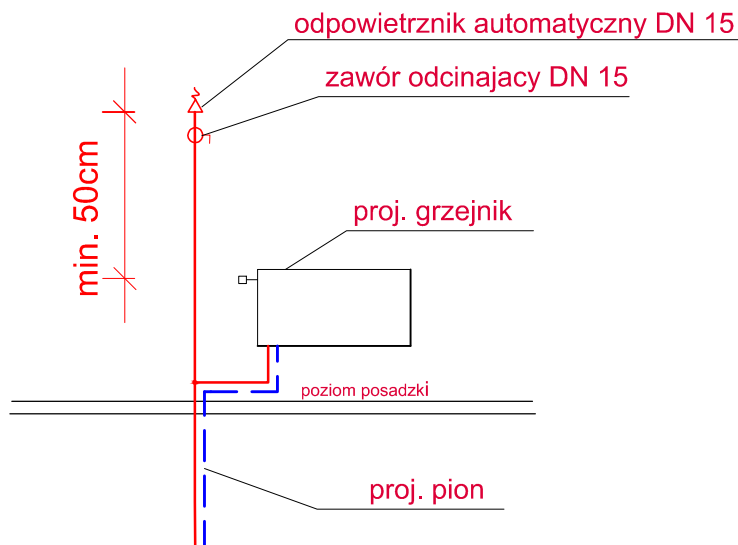 odpowietrznik automatyczny DN 15
zawór odcinajacy DN 15
min. 50cm
proj. grzejnik
poziom posadzki
proj. pion